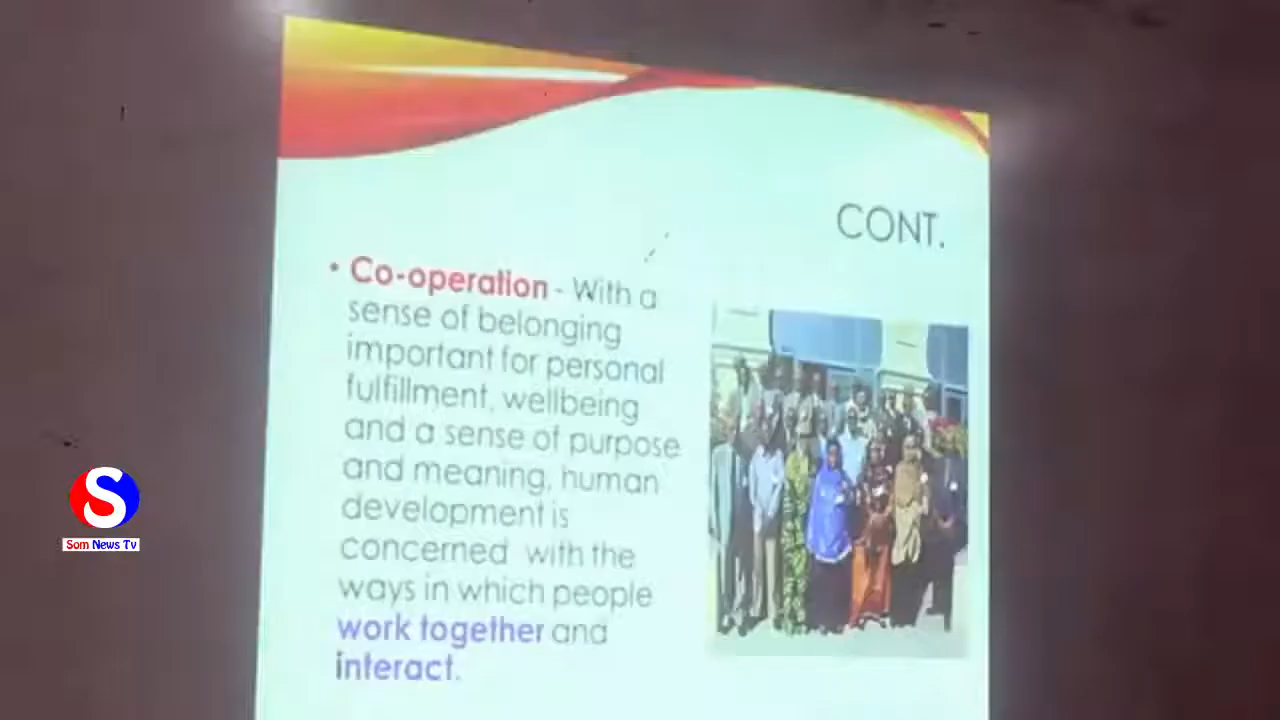 CONT.
• Co-operation - With a
sense of belonging
important for personal
fulfillment, wellbeing
and a sense of purpose
and meaning, human
development is
concerned with the
ways in which people
work together and
interact.
S
Som News Tv